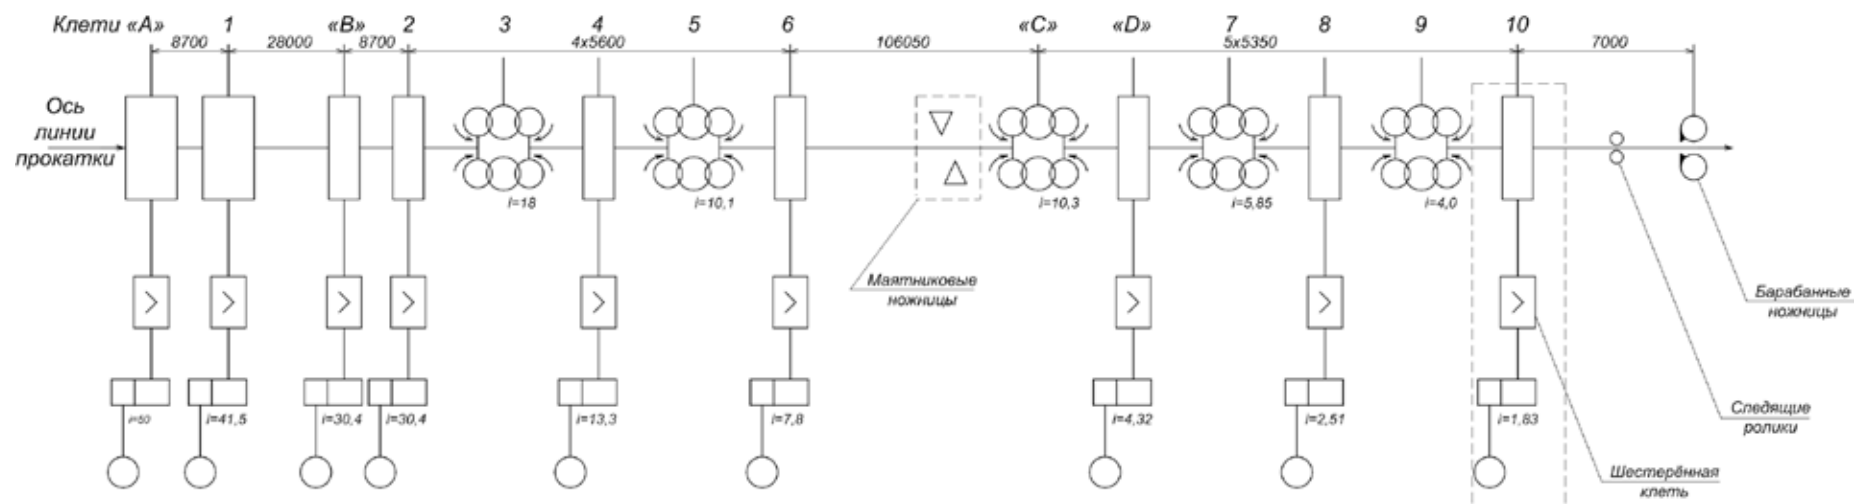 Клети «А» 1 «В» 2 3 4 5 6 «С» «D» 7 8 9 10
8700 28000 8700 4x5600 106050 5x5350 7000
Ось
линии
прокатки
i=18 i=10,1 i=10,3 i=5,85 i=4,0
Маятниковые
ножницы
Барабанные
ножницы
i=50 i=41,5 i=30,4 i=30,4 i=13,3 i=7,8 i=4,32 i=2,51 i=1,83
Следящие
ролики
Шестерённая
клеть